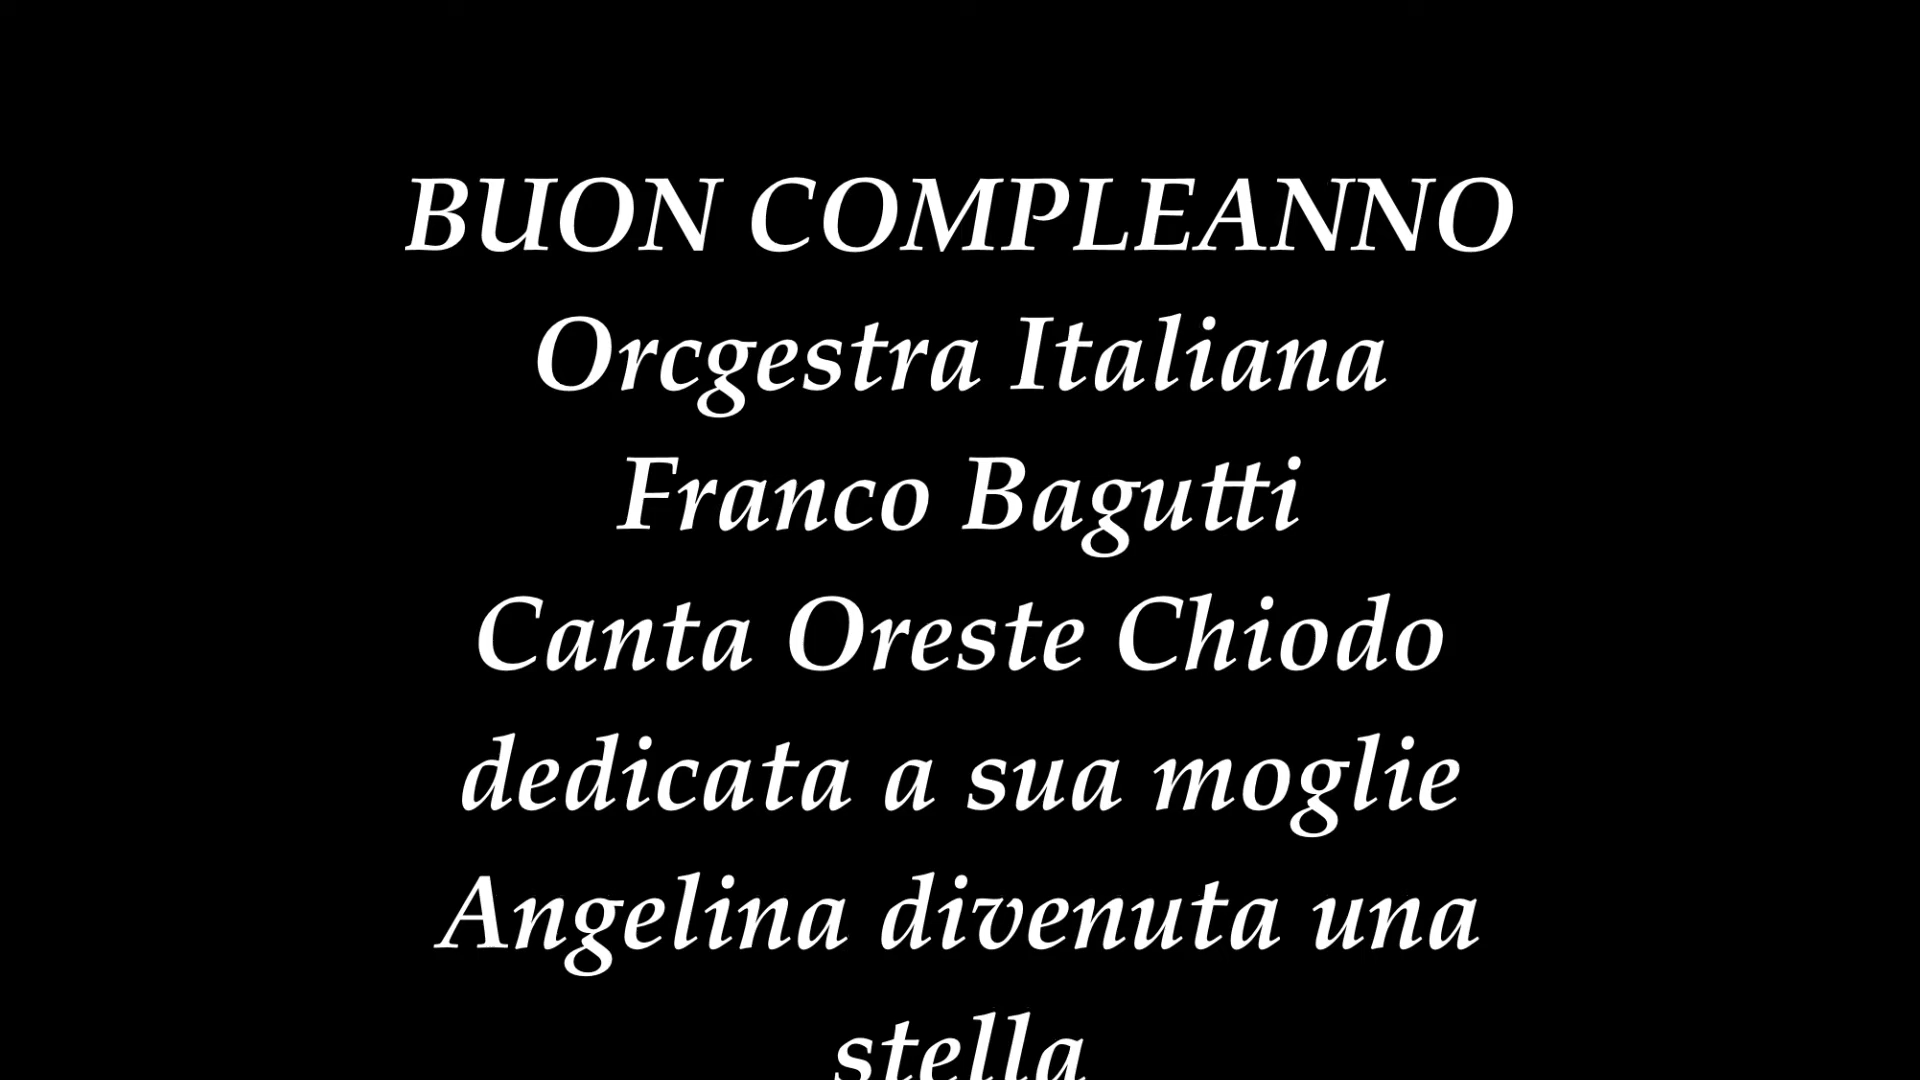 BUON COMPLEANNO
Orcgestra Italiana
Franco Bagutti
Canta Oreste Chiodo
dedicata a sua moglie
Angelina divenuta una
stella